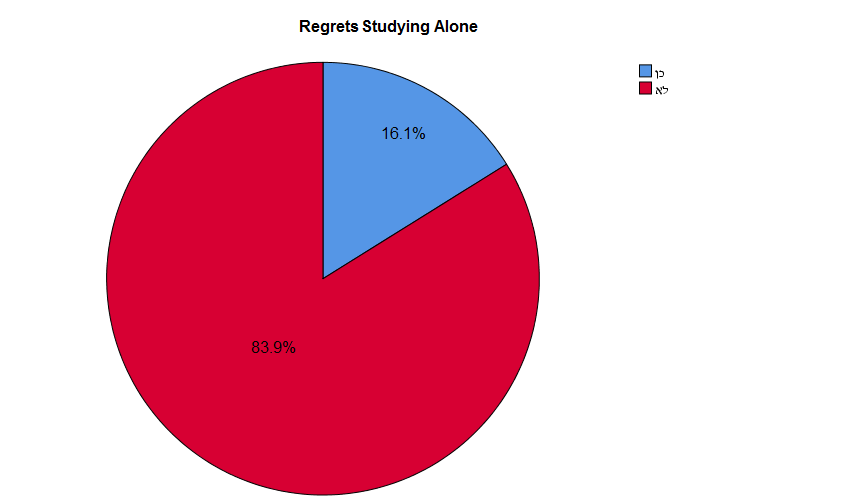 Regrets Studying Alone
כן
לא
16.1%
83.9%